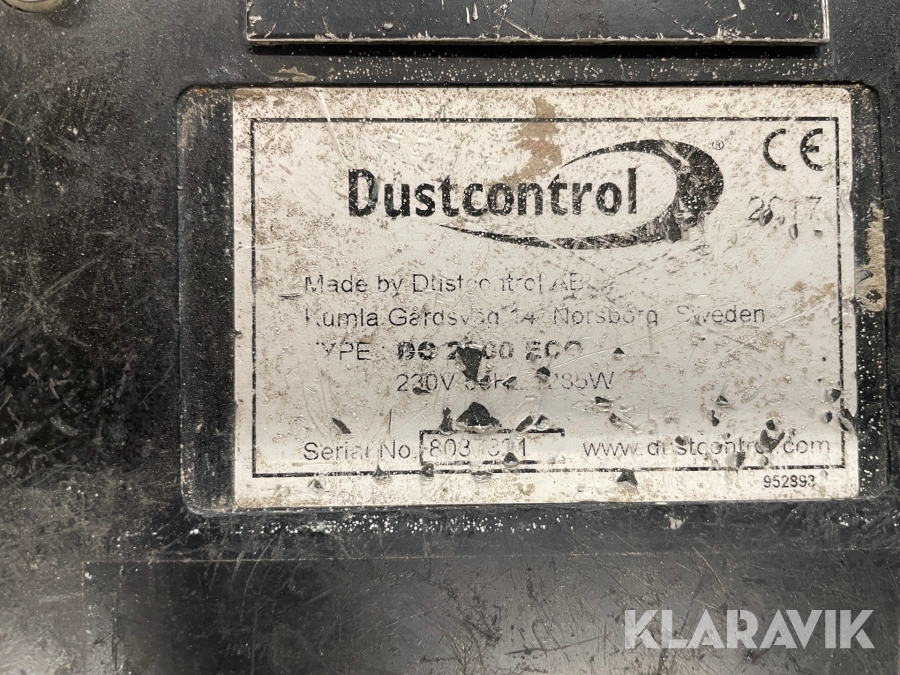 Dustcontrol ® CE
2017
Made by Dustcontrol AB
Kumla Gårdsväg 14 Norsborg Sweden
TYPE ECO
230V
Serial No. www.dustcontrol.com
952893
KLARAVIK